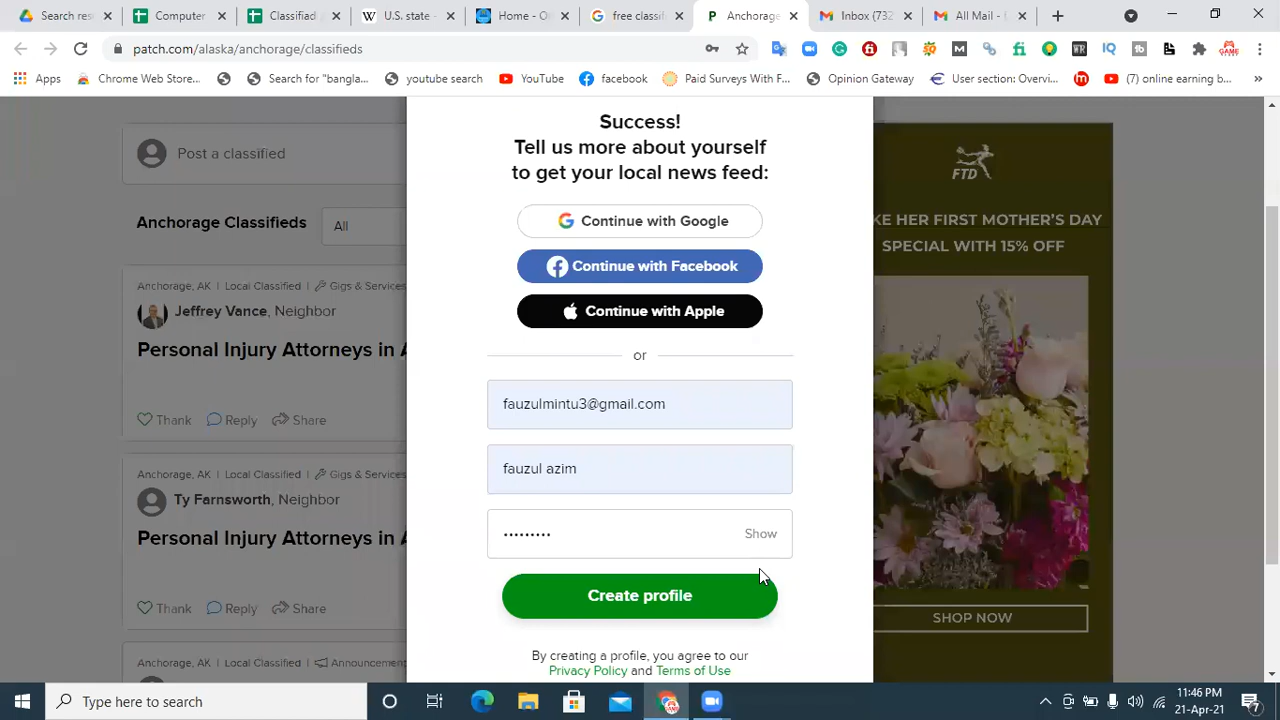 Search res
Computer
Classified
U.S. state
Home - O
free classif
Anchorage
Inbox (732
All Mail -
patch.com/alaska/anchorage/classifieds
Apps
Chrome Web Store...
Search for "bangla...
youtube search
YouTube
facebook
Paid Surveys With F...
Opinion Gateway
User section: Overvi...
(7) online earning b...
Post a classified
Anchorage Classifieds
All
Anchorage, AK | Local Classified | Gigs & Services
Jeffrey Vance, Neighbor
Personal Injury Attorneys in A
Thank
Reply
Share
Anchorage, AK | Local Classified | Gigs & Services
Ty Farnsworth, Neighbor
Personal Injury Attorneys in A
Thank
Reply
Share
Anchorage, AK | Local Classified | Announcement
Success!
Tell us more about yourself
to get your local news feed:
Continue with Google
Continue with Facebook
Continue with Apple
or
fauzulmintu3@gmail.com
fauzul azim
•••••••••
Show
Create profile
By creating a profile, you agree to our
Privacy Policy and Terms of Use
FTD
KE HER FIRST MOTHER'S DAY
SPECIAL WITH 15% OFF
SHOP NOW
Type here to search
11:46 PM
21-Apr-21
7